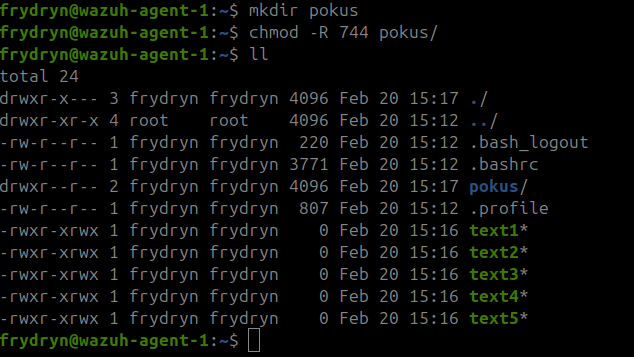 frydryn@wazuh-agent-1:~$ mkdir pokus
frydryn@wazuh-agent-1:~$ chmod -R 744 pokus/
frydryn@wazuh-agent-1:~$ ll
total 24
drwxr-x--- 3 frydryn frydryn 4096 Feb 20 15:17 ./
drwxr-xr-x 4 root    root    4096 Feb 20 15:12 ../
-rw-r--r-- 1 frydryn frydryn  220 Feb 20 15:12 .bash_logout
-rw-r--r-- 1 frydryn frydryn 3771 Feb 20 15:12 .bashrc
drwxr--r-- 2 frydryn frydryn 4096 Feb 20 15:17 pokus/
-rw-r--r-- 1 frydryn frydryn  807 Feb 20 15:12 .profile
-rwxr-xrwx 1 frydryn frydryn    0 Feb 20 15:16 text1*
-rwxr-xrwx 1 frydryn frydryn    0 Feb 20 15:16 text2*
-rwxr-xrwx 1 frydryn frydryn    0 Feb 20 15:16 text3*
-rwxr-xrwx 1 frydryn frydryn    0 Feb 20 15:16 text4*
-rwxr-xrwx 1 frydryn frydryn    0 Feb 20 15:16 text5*
frydryn@wazuh-agent-1:~$